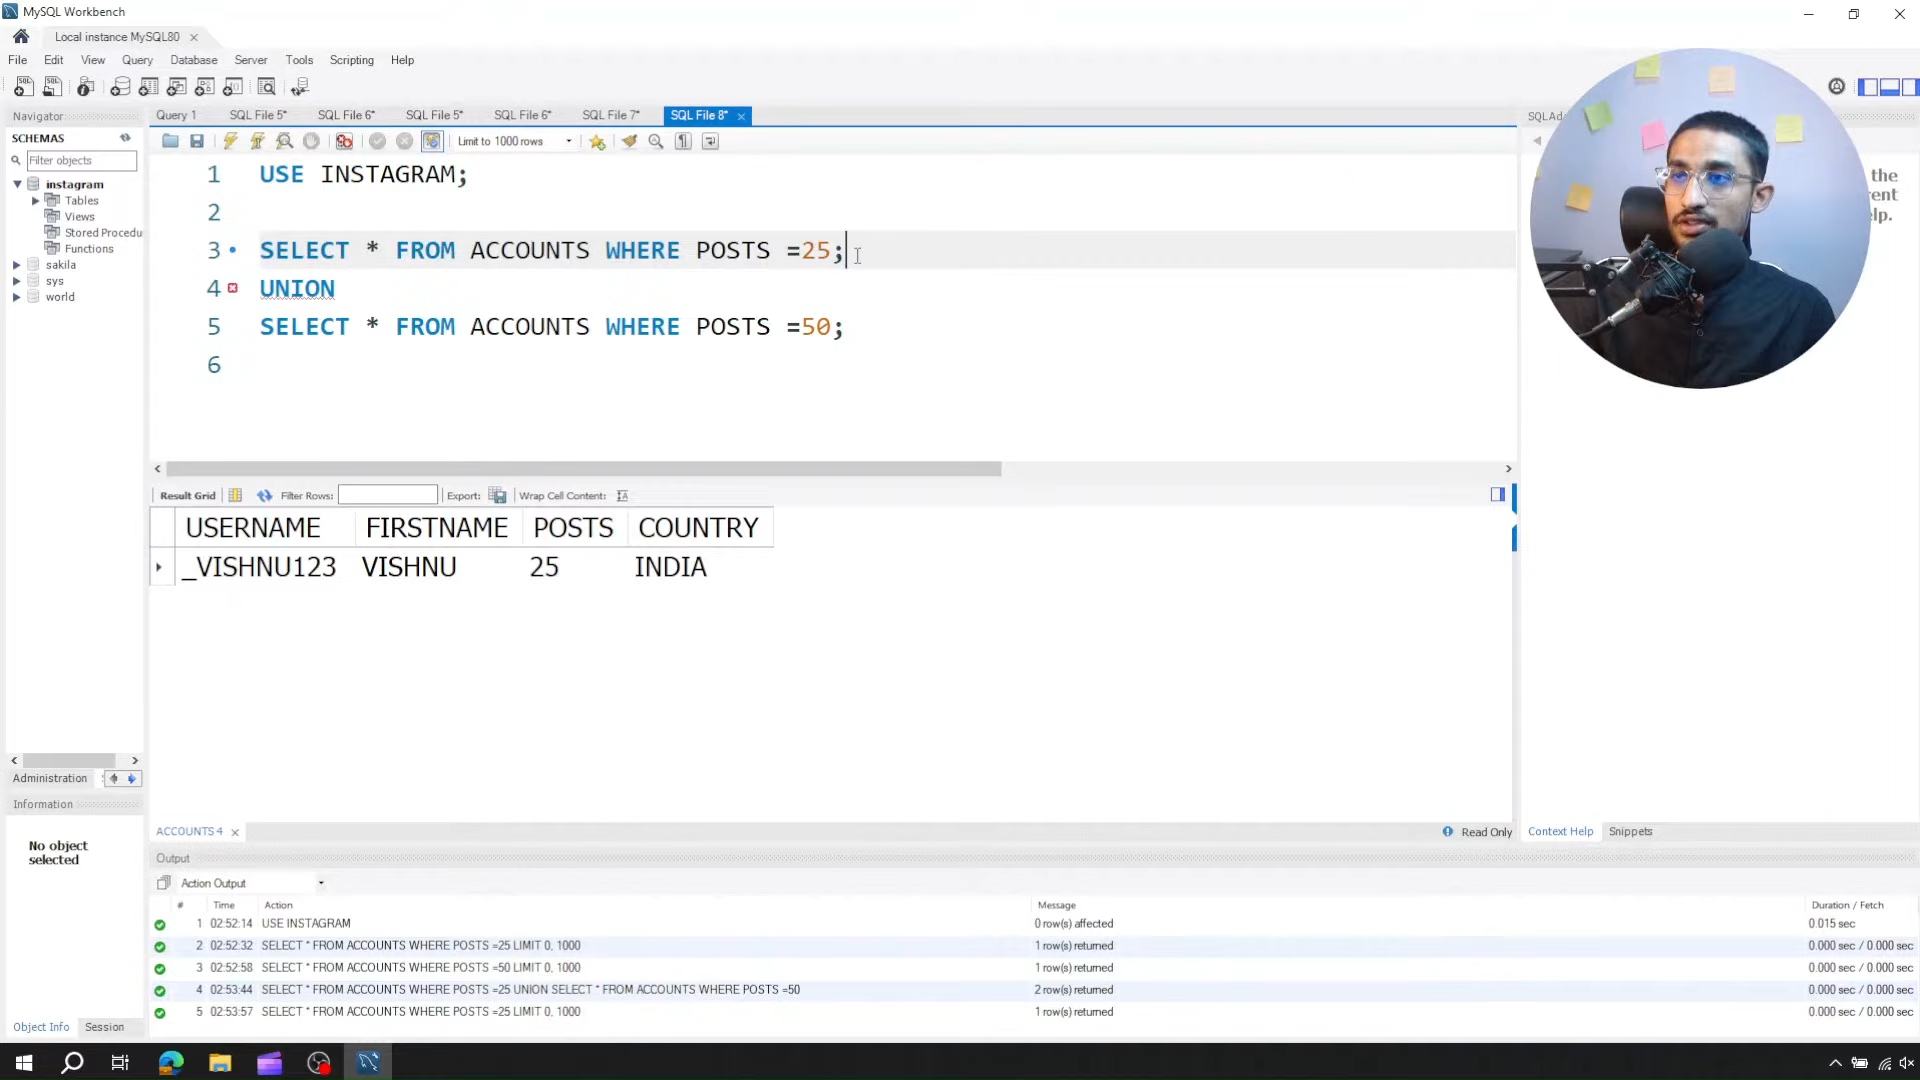 MySQL Workbench
Local instance MySQL80
File Edit View Query Database Server Tools Scripting Help
Navigator
Query 1 SQL File 5* SQL File 6* SQL File 5* SQL File 6* SQL File 7* SQL File 8*
SCHEMAS
Limit to 1000 rows
Filter objects
instagram
Tables
Views
Stored Procedu
Functions
sakila
sys
world
1 USE INSTAGRAM;
2
3 SELECT * FROM ACCOUNTS WHERE POSTS =25;
4 UNION
5 SELECT * FROM ACCOUNTS WHERE POSTS =50;
6
the
Result Grid Filter Rows: Export: Wrap Cell Content:
USERNAME FIRSTNAME POSTS COUNTRY
_VISHNU123 VISHNU 25 INDIA
Administration
Information
No object
selected
Object Info Session
ACCOUNTS 4 Read Only
Context Help Snippets
Output
Action Output
# Time Action Message Duration / Fetch
1 02:52:14 USE INSTAGRAM 0 row(s) affected 0.015 sec
2 02:52:32 SELECT * FROM ACCOUNTS WHERE POSTS =25 LIMIT 0, 1000 1 row(s) returned 0.000 sec / 0.000 sec
3 02:52:58 SELECT * FROM ACCOUNTS WHERE POSTS =50 LIMIT 0, 1000 1 row(s) returned 0.000 sec / 0.000 sec
4 02:53:44 SELECT * FROM ACCOUNTS WHERE POSTS =25 UNION SELECT * FROM ACCOUNTS WHERE POSTS =50 2 row(s) returned 0.000 sec / 0.000 sec
5 02:53:57 SELECT * FROM ACCOUNTS WHERE POSTS =25 LIMIT 0, 1000 1 row(s) returned 0.000 sec / 0.000 sec